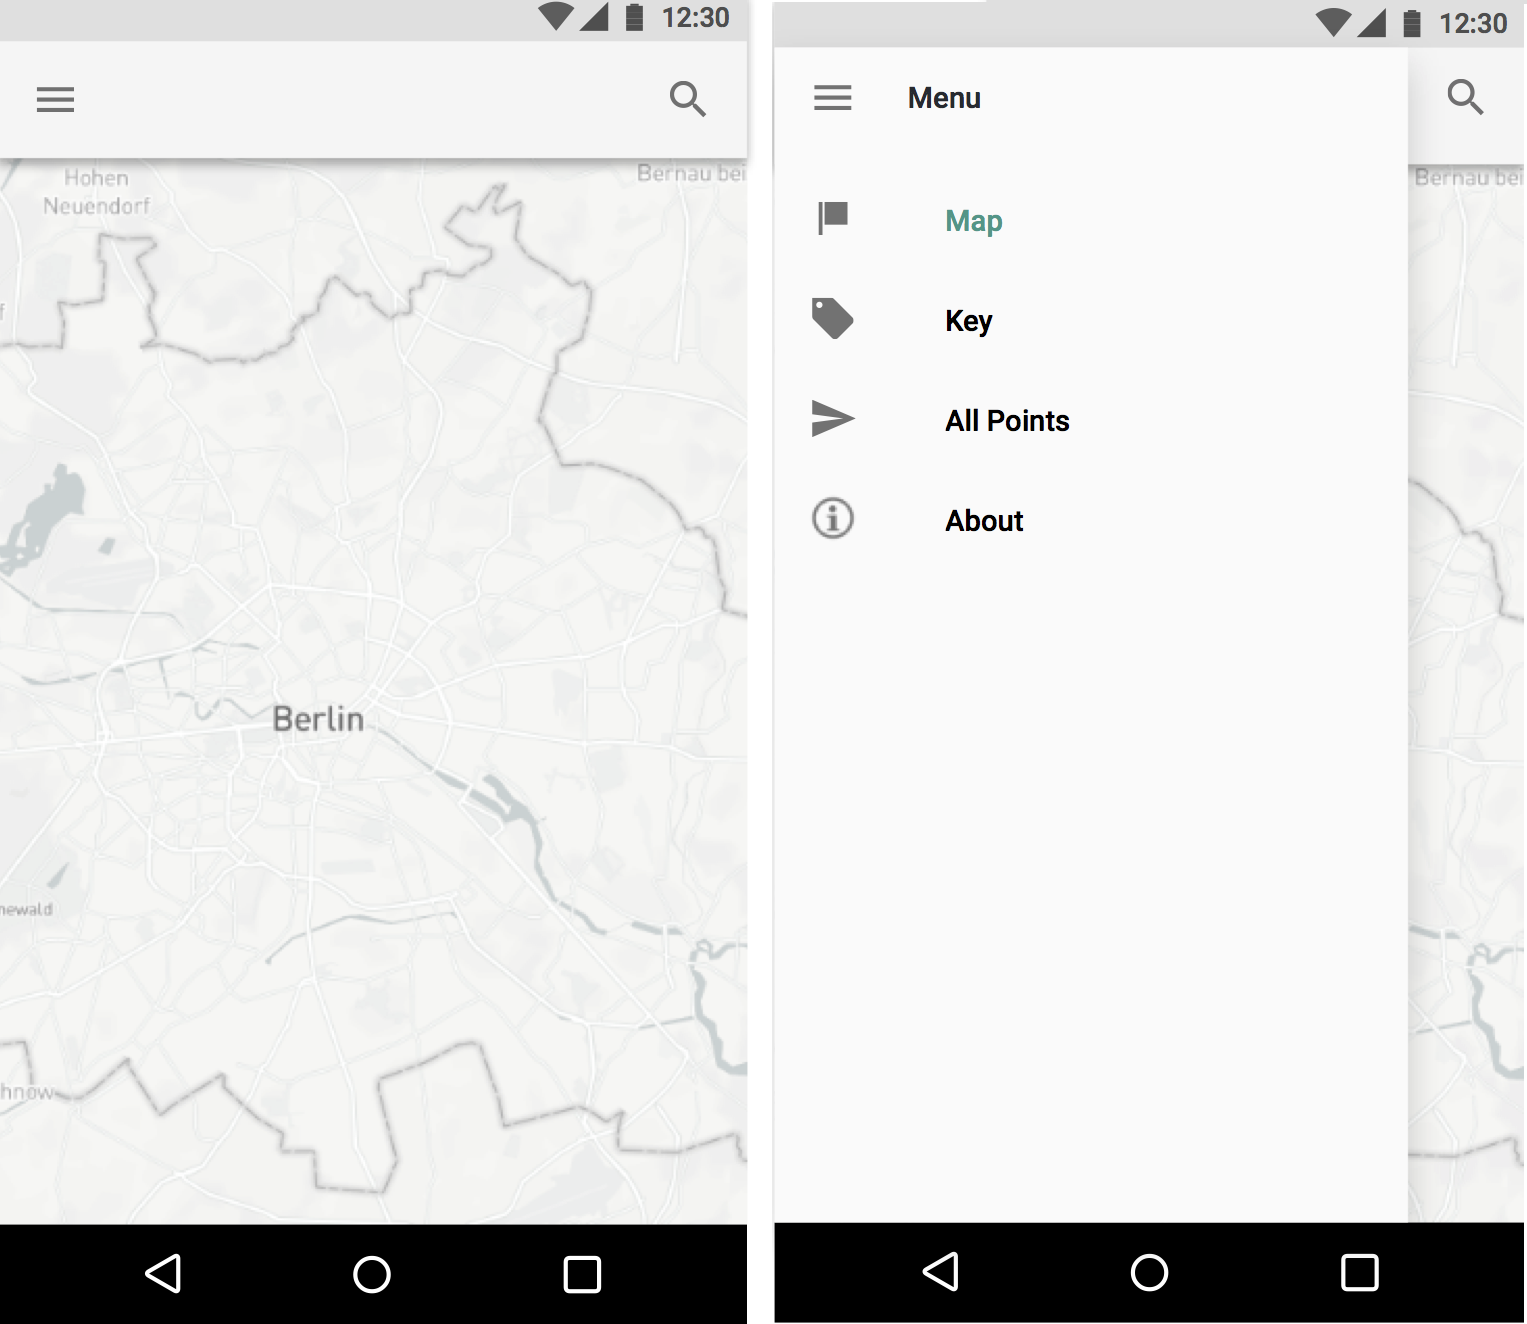 12:30
Hohen
Neuendorf
Bernau bei
f
Berlin
newald
hnow
12:30
Menu
Bernau bei
Map
Key
All Points
About